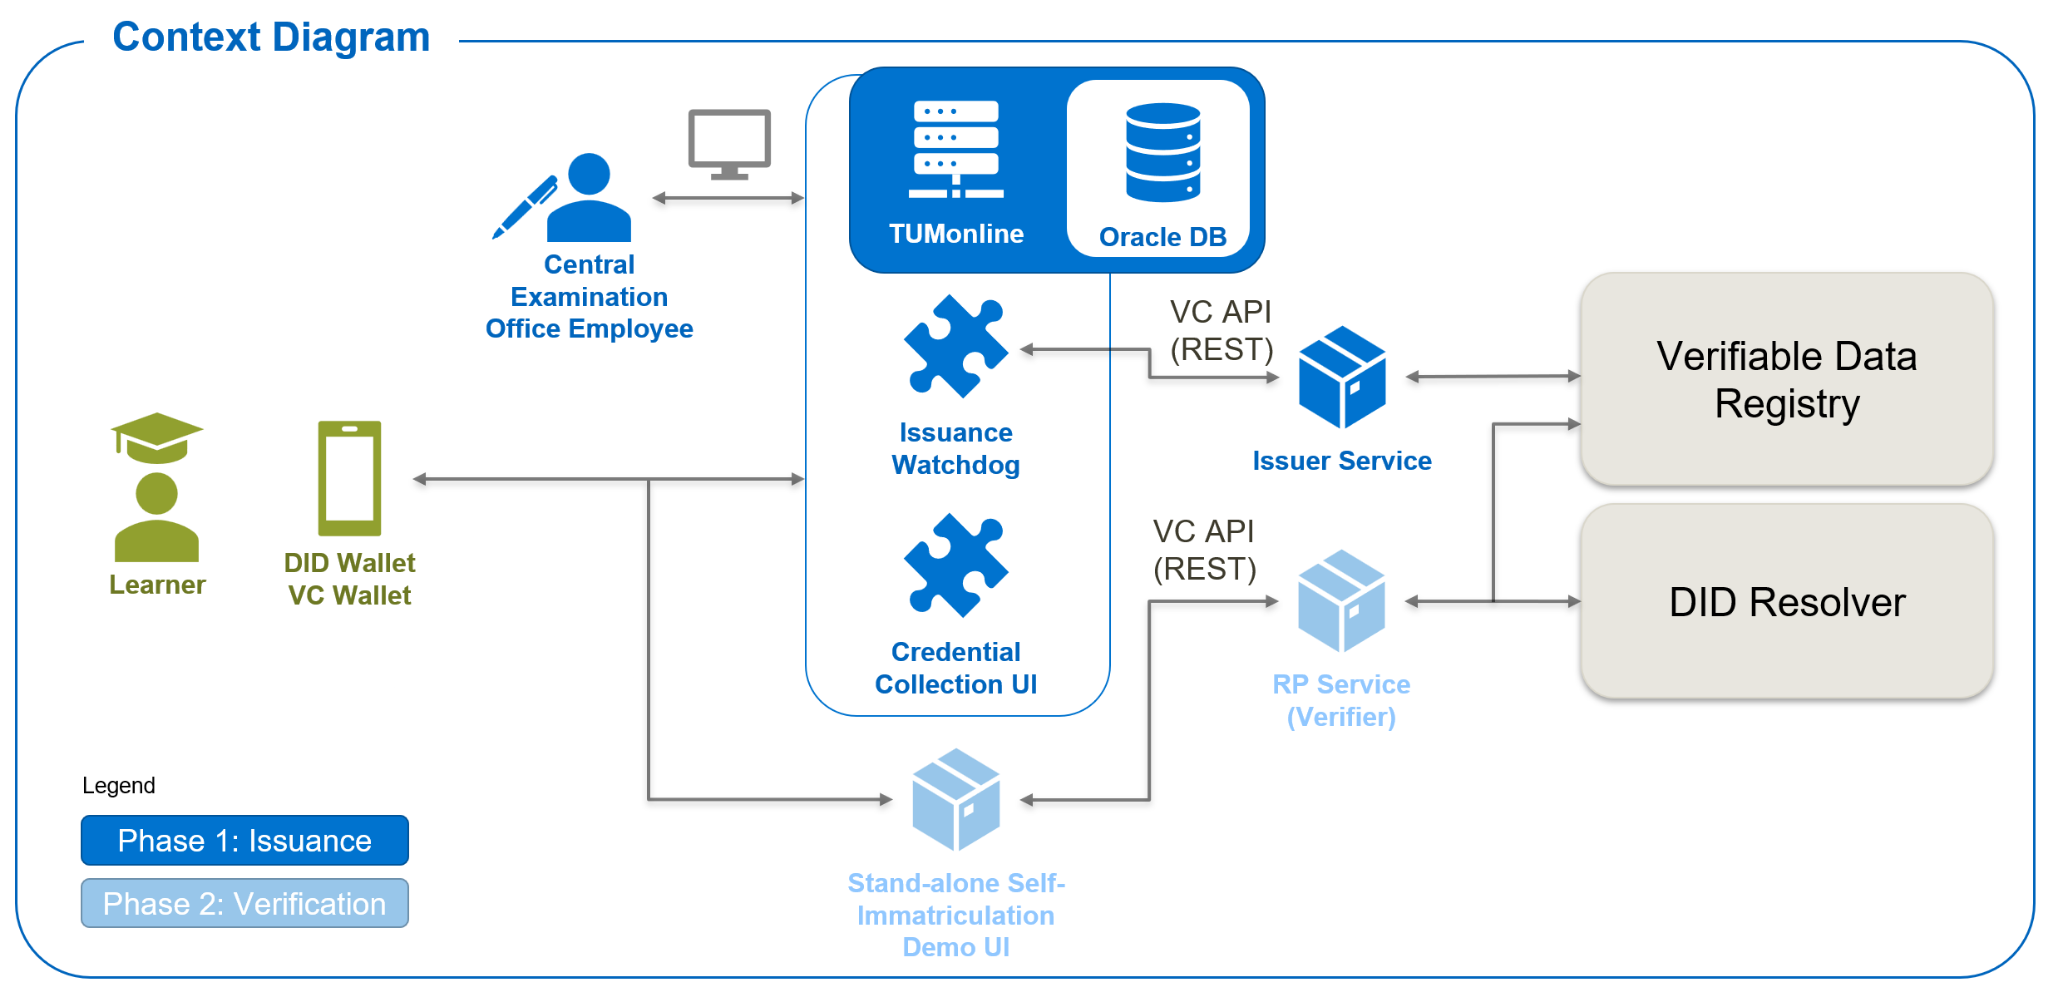 Context Diagram
TUMonline
Oracle DB
Central
Examination
Office Employee
VC API
(REST)
Verifiable Data
Registry
Issuance
Watchdog
Issuer Service
Learner
DID Wallet
VC Wallet
VC API
(REST)
DID Resolver
Credential
Collection UI
RP Service
(Verifier)
Legend
Phase 1: Issuance
Phase 2: Verification
Stand-alone Self-
Immatriculation
Demo UI